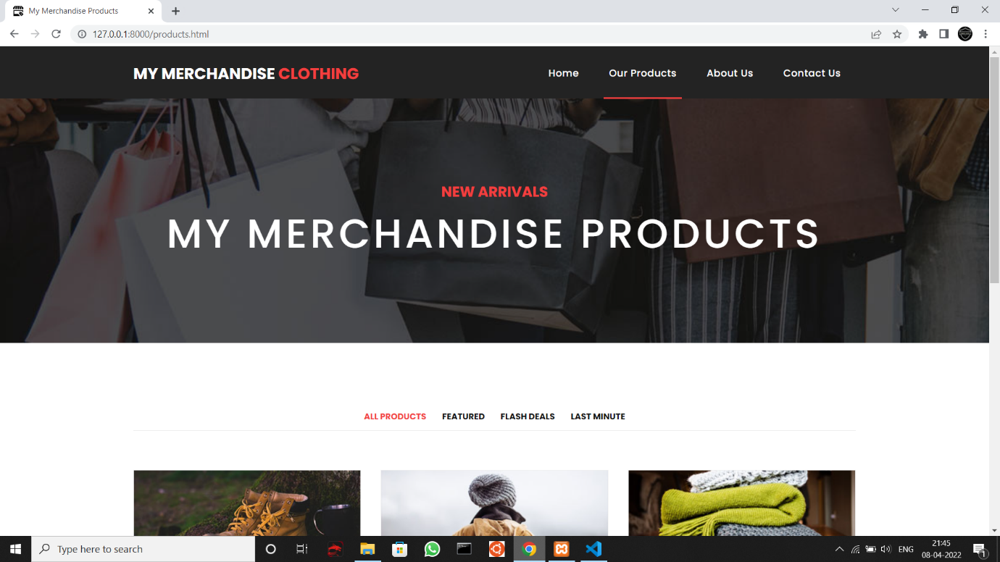 My Merchandise Products
127.0.0.1:8000/products.html
MY MERCHANDISE CLOTHING
Home Our Products About Us Contact Us
NEW ARRIVALS
MY MERCHANDISE PRODUCTS
ALL PRODUCTS FEATURED FLASH DEALS LAST MINUTE
Type here to search
ENG
21:45
08-04-2022
1